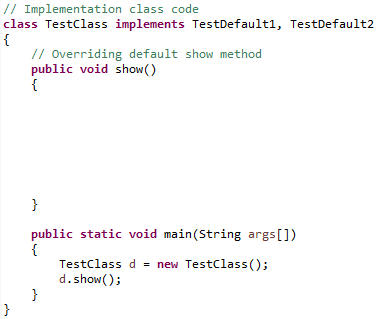 // Implementation class code
class TestClass implements TestDefault1, TestDefault2
{
    // Overriding default show method
    public void show()
    {
    }
    public static void main(String args[])
    {
        TestClass d = new TestClass();
        d.show();
    }
}